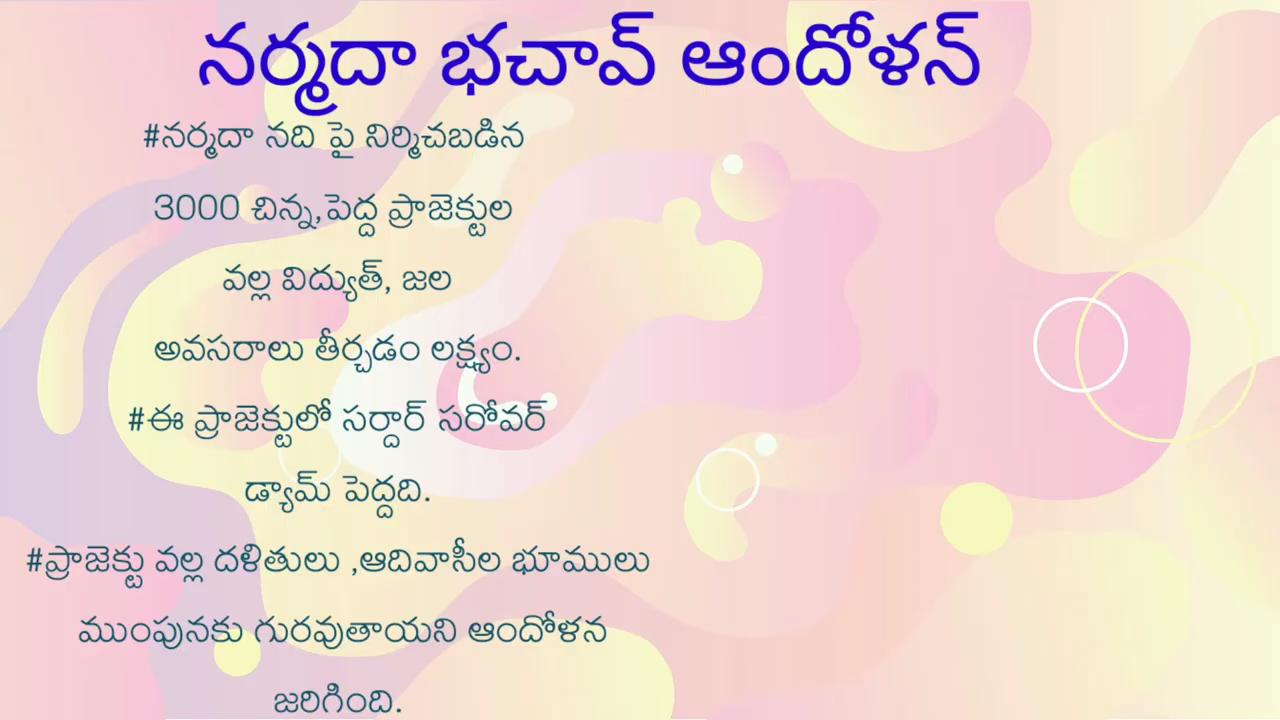 నర్మదా భచావ్ ఆందోళన్
#నర్మదా నది పై నిర్మిచబడిన
3000 చిన్న,పెద్ద ప్రాజెక్టుల
వల్ల విద్యుత్, జల
అవసరాలు తీర్చడం లక్ష్యం.
#ఈ ప్రాజెక్టులో సర్దార్ సరోవర్
డ్యామ్ పెద్దది.
#ప్రాజెక్టు వల్ల దళితులు ,ఆదివాసీల భూములు
ముంపునకు గురవుతాయని ఆందోళన
జరిగింది.